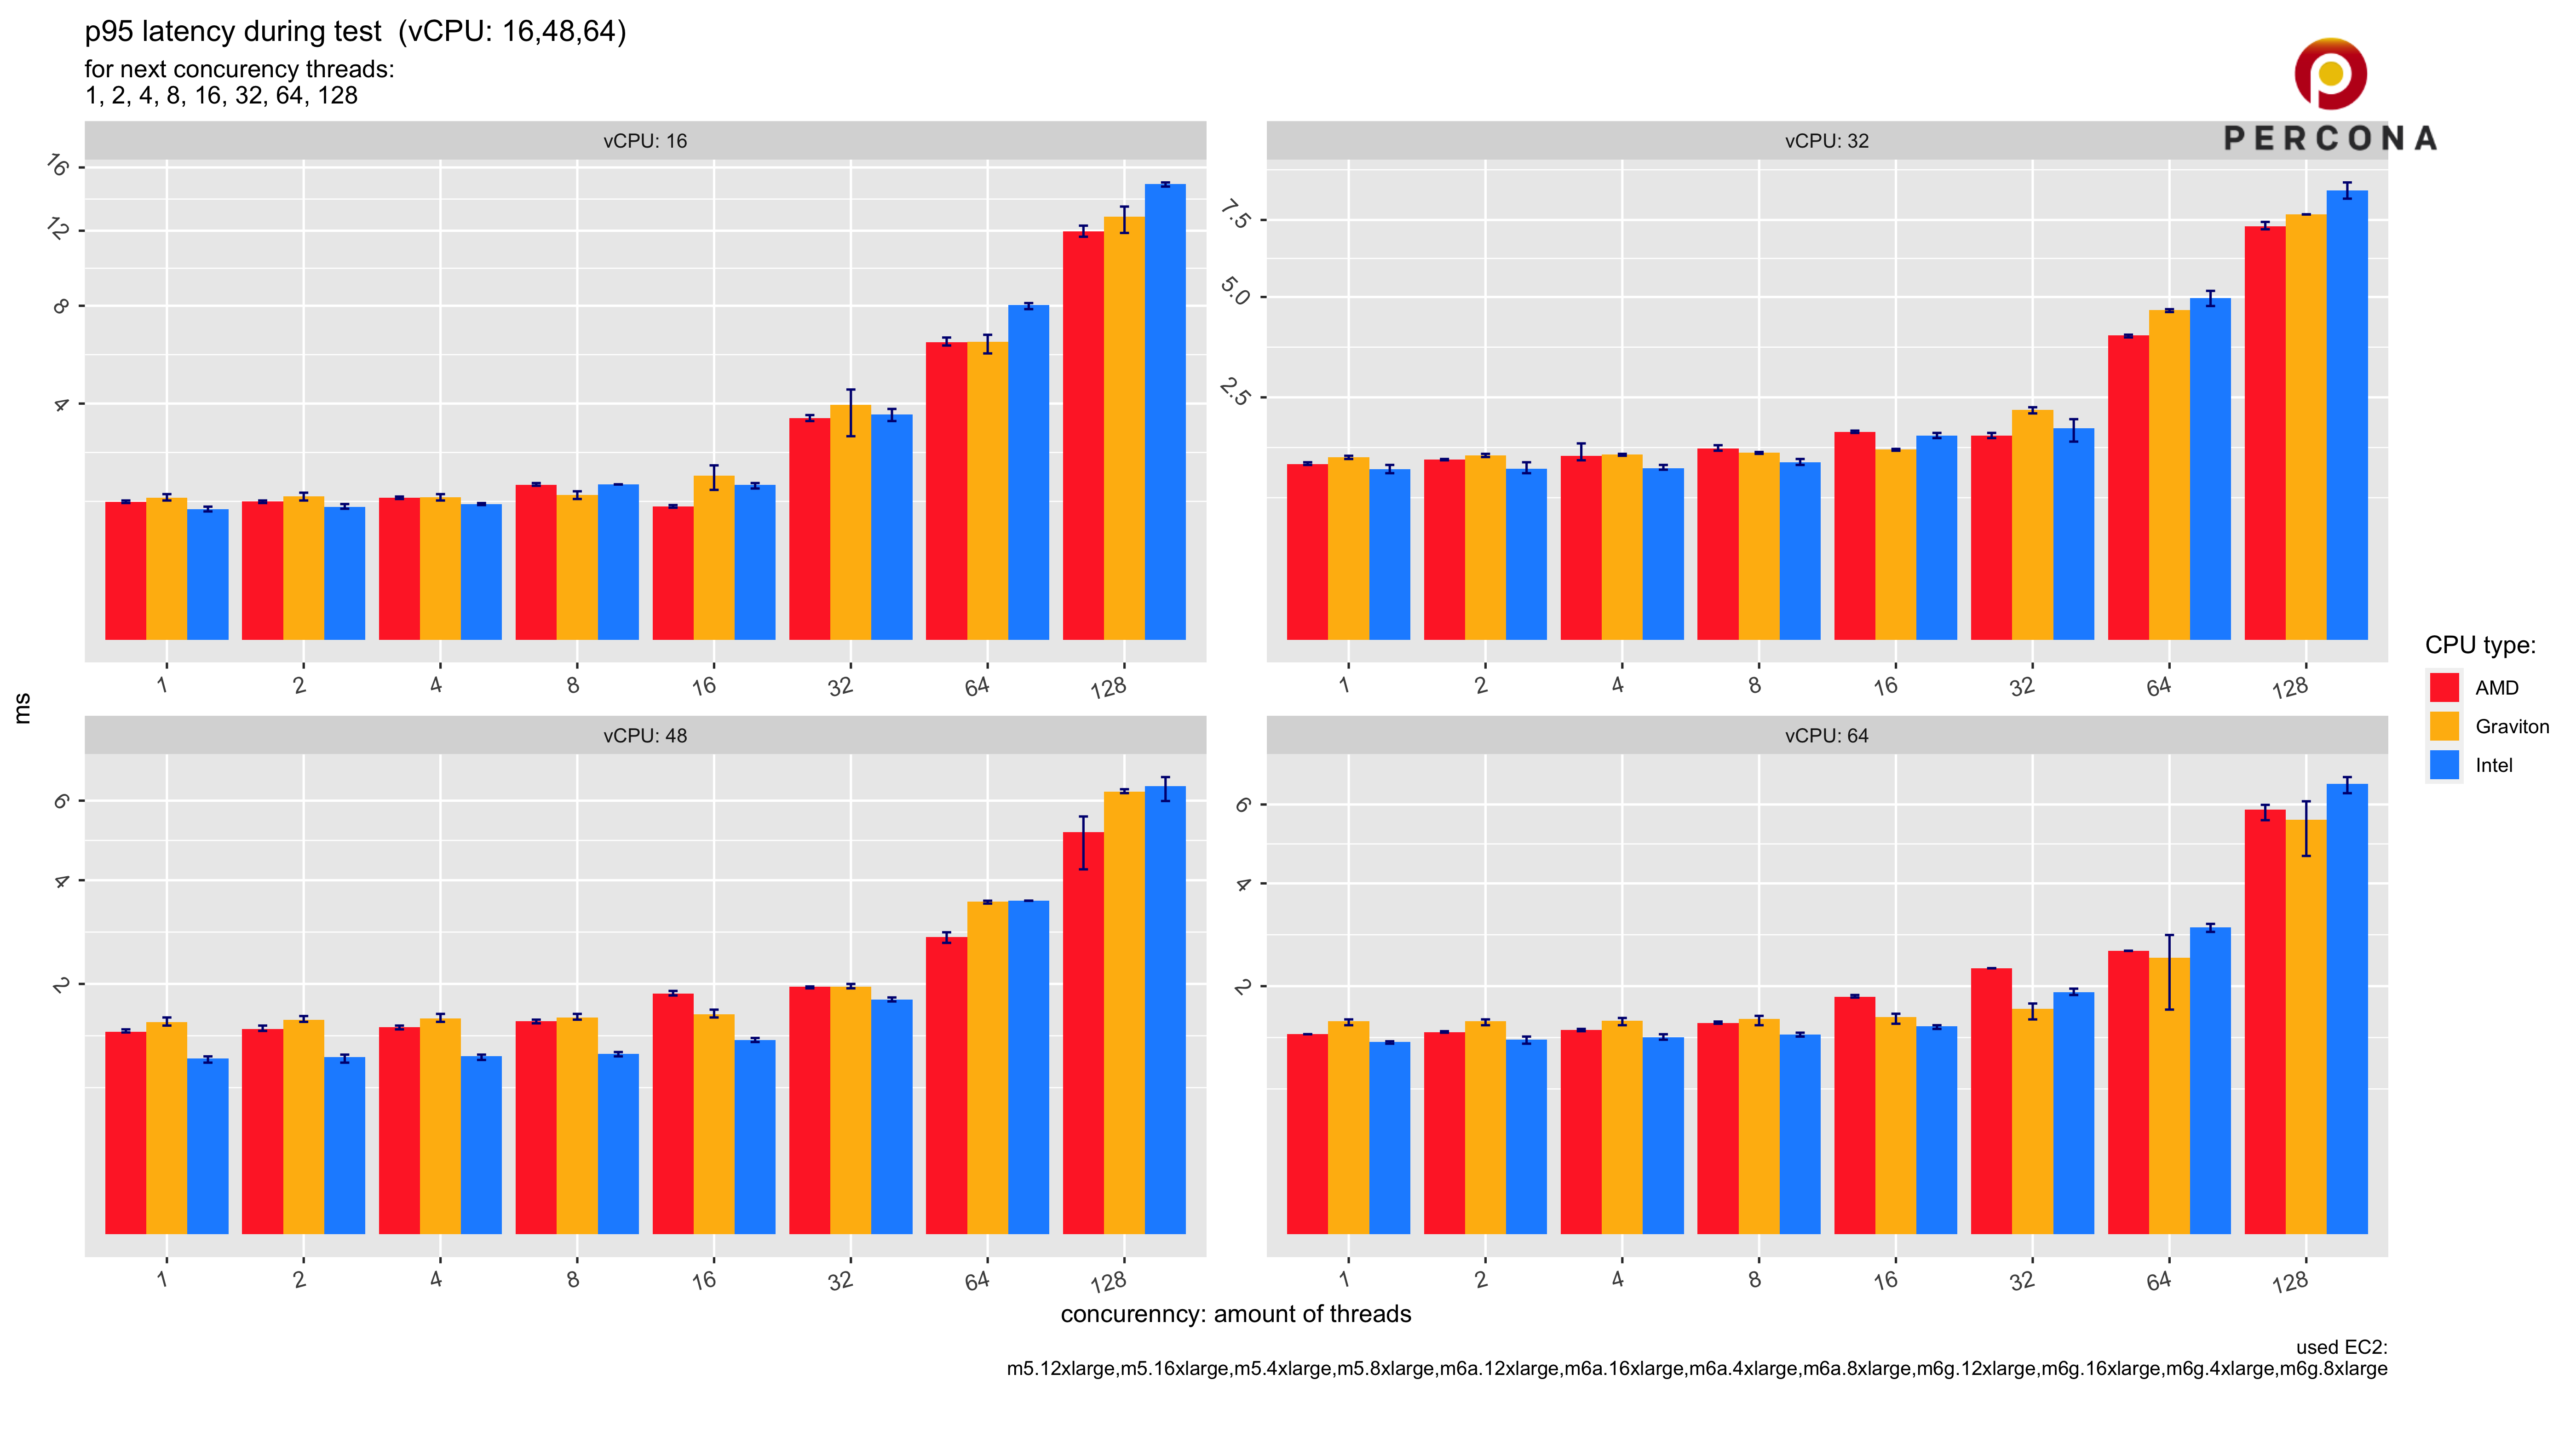 p95 latency during test  (vCPU: 16,48,64)
for next concurency threads:
1, 2, 4, 8, 16, 32, 64, 128
PERCONA
vCPU: 16
16
12
8
4
1 2 4 8 16 32 64 128
vCPU: 32
7.5
5.0
2.5
1 2 4 8 16 32 64 128
ms
vCPU: 48
6
4
2
1 2 4 8 16 32 64 128
vCPU: 64
6
4
2
1 2 4 8 16 32 64 128
concurenncy: amount of threads
CPU type:
AMD
Graviton
Intel
used EC2:
m5.12xlarge,m5.16xlarge,m5.4xlarge,m5.8xlarge,m6a.12xlarge,m6a.16xlarge,m6a.4xlarge,m6a.8xlarge,m6g.12xlarge,m6g.16xlarge,m6g.4xlarge,m6g.8xlarge